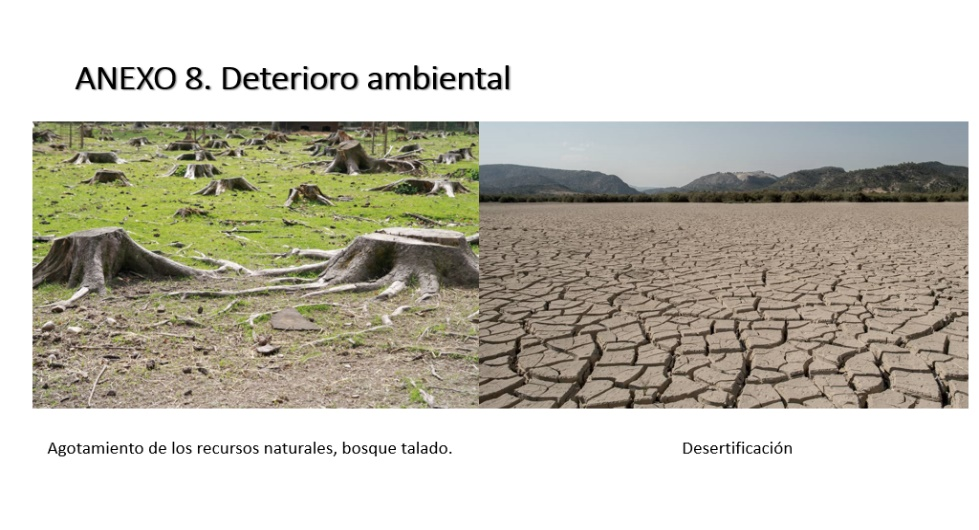 ANEXO 8. Deterioro ambiental
Agotamiento de los recursos naturales, bosque talado.
Desertificación